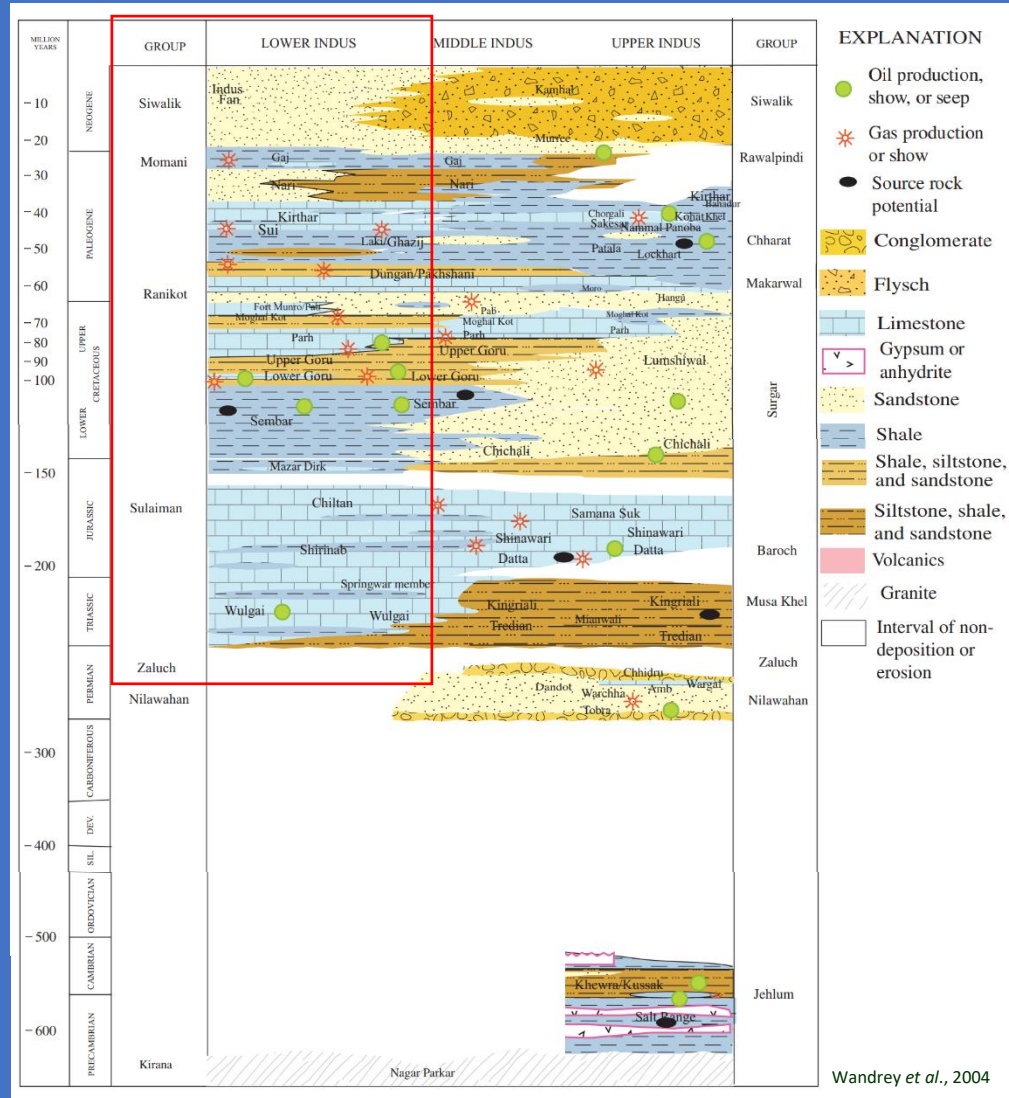 MILLION YEARS
GROUP
LOWER INDUS
MIDDLE INDUS
UPPER INDUS
GROUP
10
20
30
40
50
60
70
80
90
100
150
200
300
400
500
600
NEOGENE
PALEOGENE
UPPER
LOWER
CRETACEOUS
JURASSIC
TRIASSIC
PERMIAN
CARBONIFEROUS
DEV.
SIL.
ORDOVICIAN
CAMBRIAN
PRECAMBRIAN
Siwalik
Momani
Ranikot
Sulaiman
Zaluch
Nilawahan
Kirana
Indus
Fan
Gaj
Nari
Kirthar
Sui
Laki/Ghazij
Dungan/Pakhshani
Fort Munro/Pab
Moghal Kot
Parh
Upper Goru
Lower Goru
Sembar
Mazar Dirk
Chiltan
Shirinab
Springwar membe
Wulgai
Wulgai
Kamhal
Murree
Gaj
Nari
Pab
Moghal Kot
Parh
Upper Goru
Lower Goru
Sembar
Chichali
Shinawari
Datta
Kingriali
Tredian
Mianwali
Kirthar
Bahadur
Chorgali
Kohat
Khel
Sakesar
Nammal Panoba
Patala
Lockhart
Moro
Hangu
Moghal Kot
Parh
Lumshiwal
Chichali
Samana Suk
Shinawari
Datta
Kingriali
Tredian
Chhidru
Dandot
Warchha
Amb
Wargal
Tobra
Khewra/Kussak
Salt Range
Nagar Parkar
Siwalik
Rawalpindi
Chharat
Makarwal
Surgar
Baroch
Musa Khel
Zaluch
Nilawahan
Jehlum
EXPLANATION
Oil production,
show, or seep
Gas production
or show
Source rock
potential
Conglomerate
Flysch
Limestone
Gypsum or
anhydrite
Sandstone
Shale
Shale, siltstone,
and sandstone
Siltstone, shale,
and sandstone
Volcanics
Granite
Interval of non-
deposition or
erosion
Wandrey et al., 2004